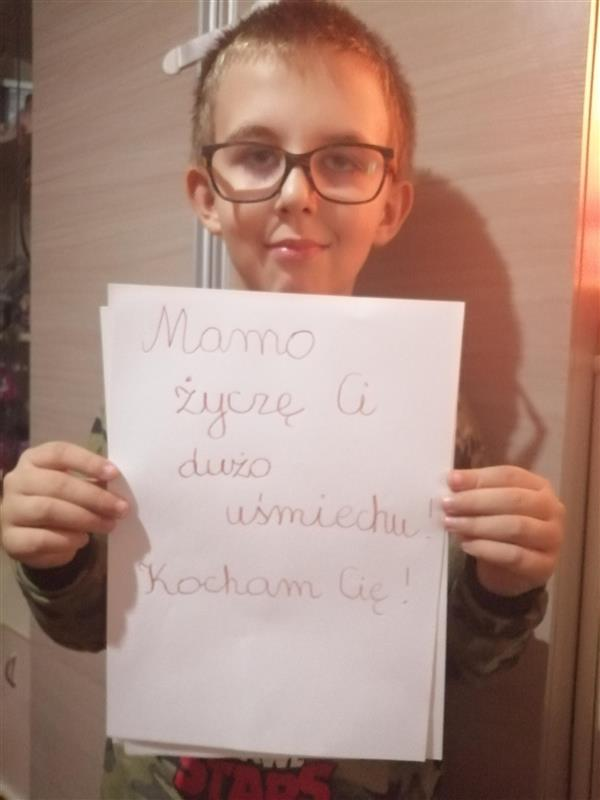 Mamo
życzę Ci
dużo
uśmiechu!
Kocham Cię!
STARS